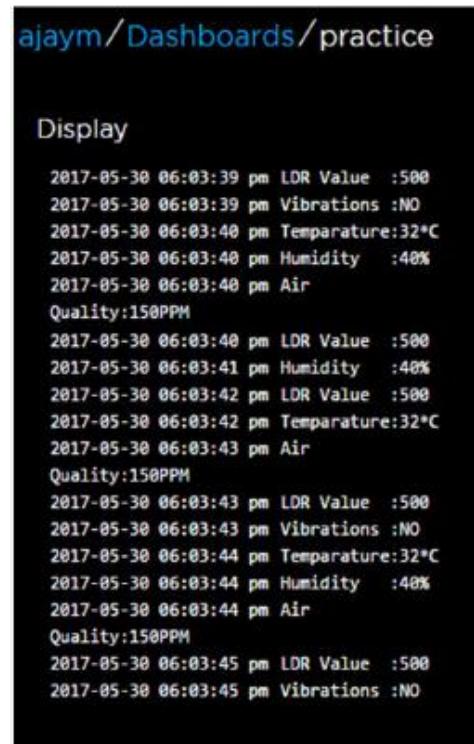 ajaym/Dashboards/practice
Display
2017-05-30 06:03:39 pm LDR Value :500
2017-05-30 06:03:39 pm Vibrations :NO
2017-05-30 06:03:40 pm Temparature:32*C
2017-05-30 06:03:40 pm Humidity :40%
2017-05-30 06:03:40 pm Air
Quality:150PPM
2017-05-30 06:03:40 pm LDR Value :500
2017-05-30 06:03:41 pm Humidity :40%
2017-05-30 06:03:42 pm LDR Value :500
2017-05-30 06:03:42 pm Temparature:32*C
2017-05-30 06:03:43 pm Air
Quality:150PPM
2017-05-30 06:03:43 pm LDR Value :500
2017-05-30 06:03:43 pm Vibrations :NO
2017-05-30 06:03:44 pm Temparature:32*C
2017-05-30 06:03:44 pm Humidity :40%
2017-05-30 06:03:44 pm Air
Quality:150PPM
2017-05-30 06:03:45 pm LDR Value :500
2017-05-30 06:03:45 pm Vibrations :NO